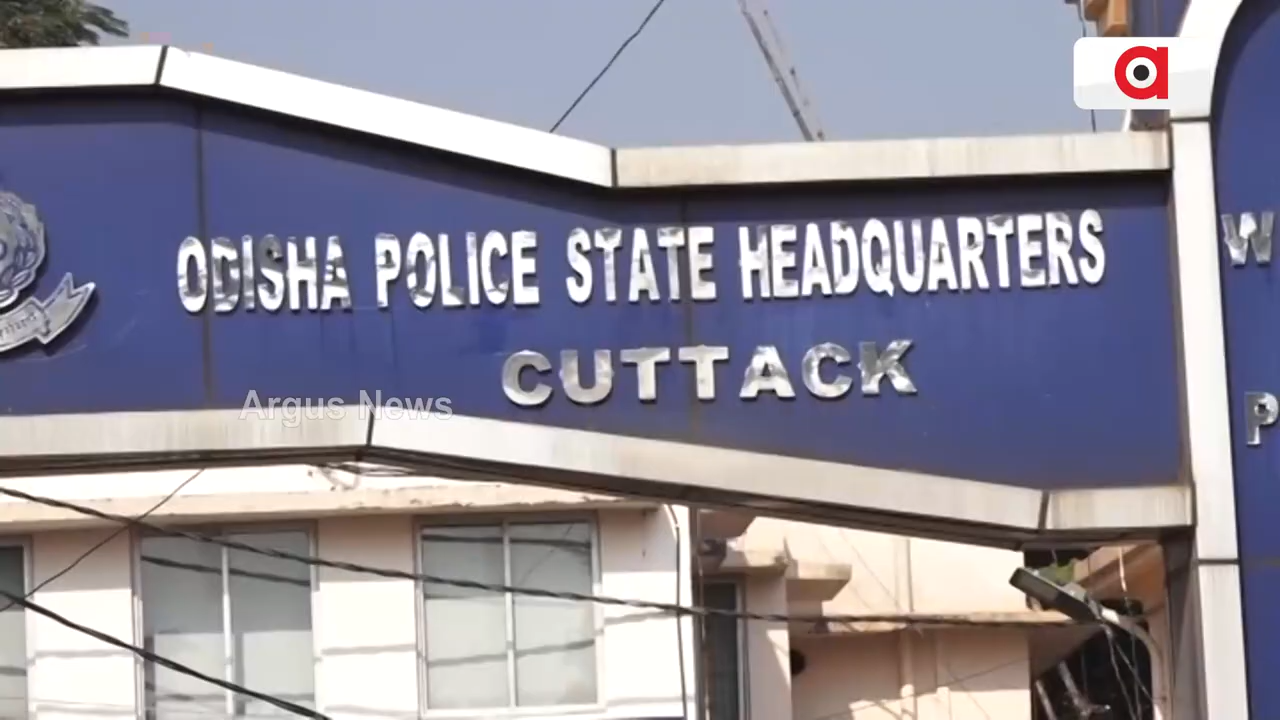 ODISHA POLICE STATE HEADQUARTERS
CUTTACK
Argus News
W
P